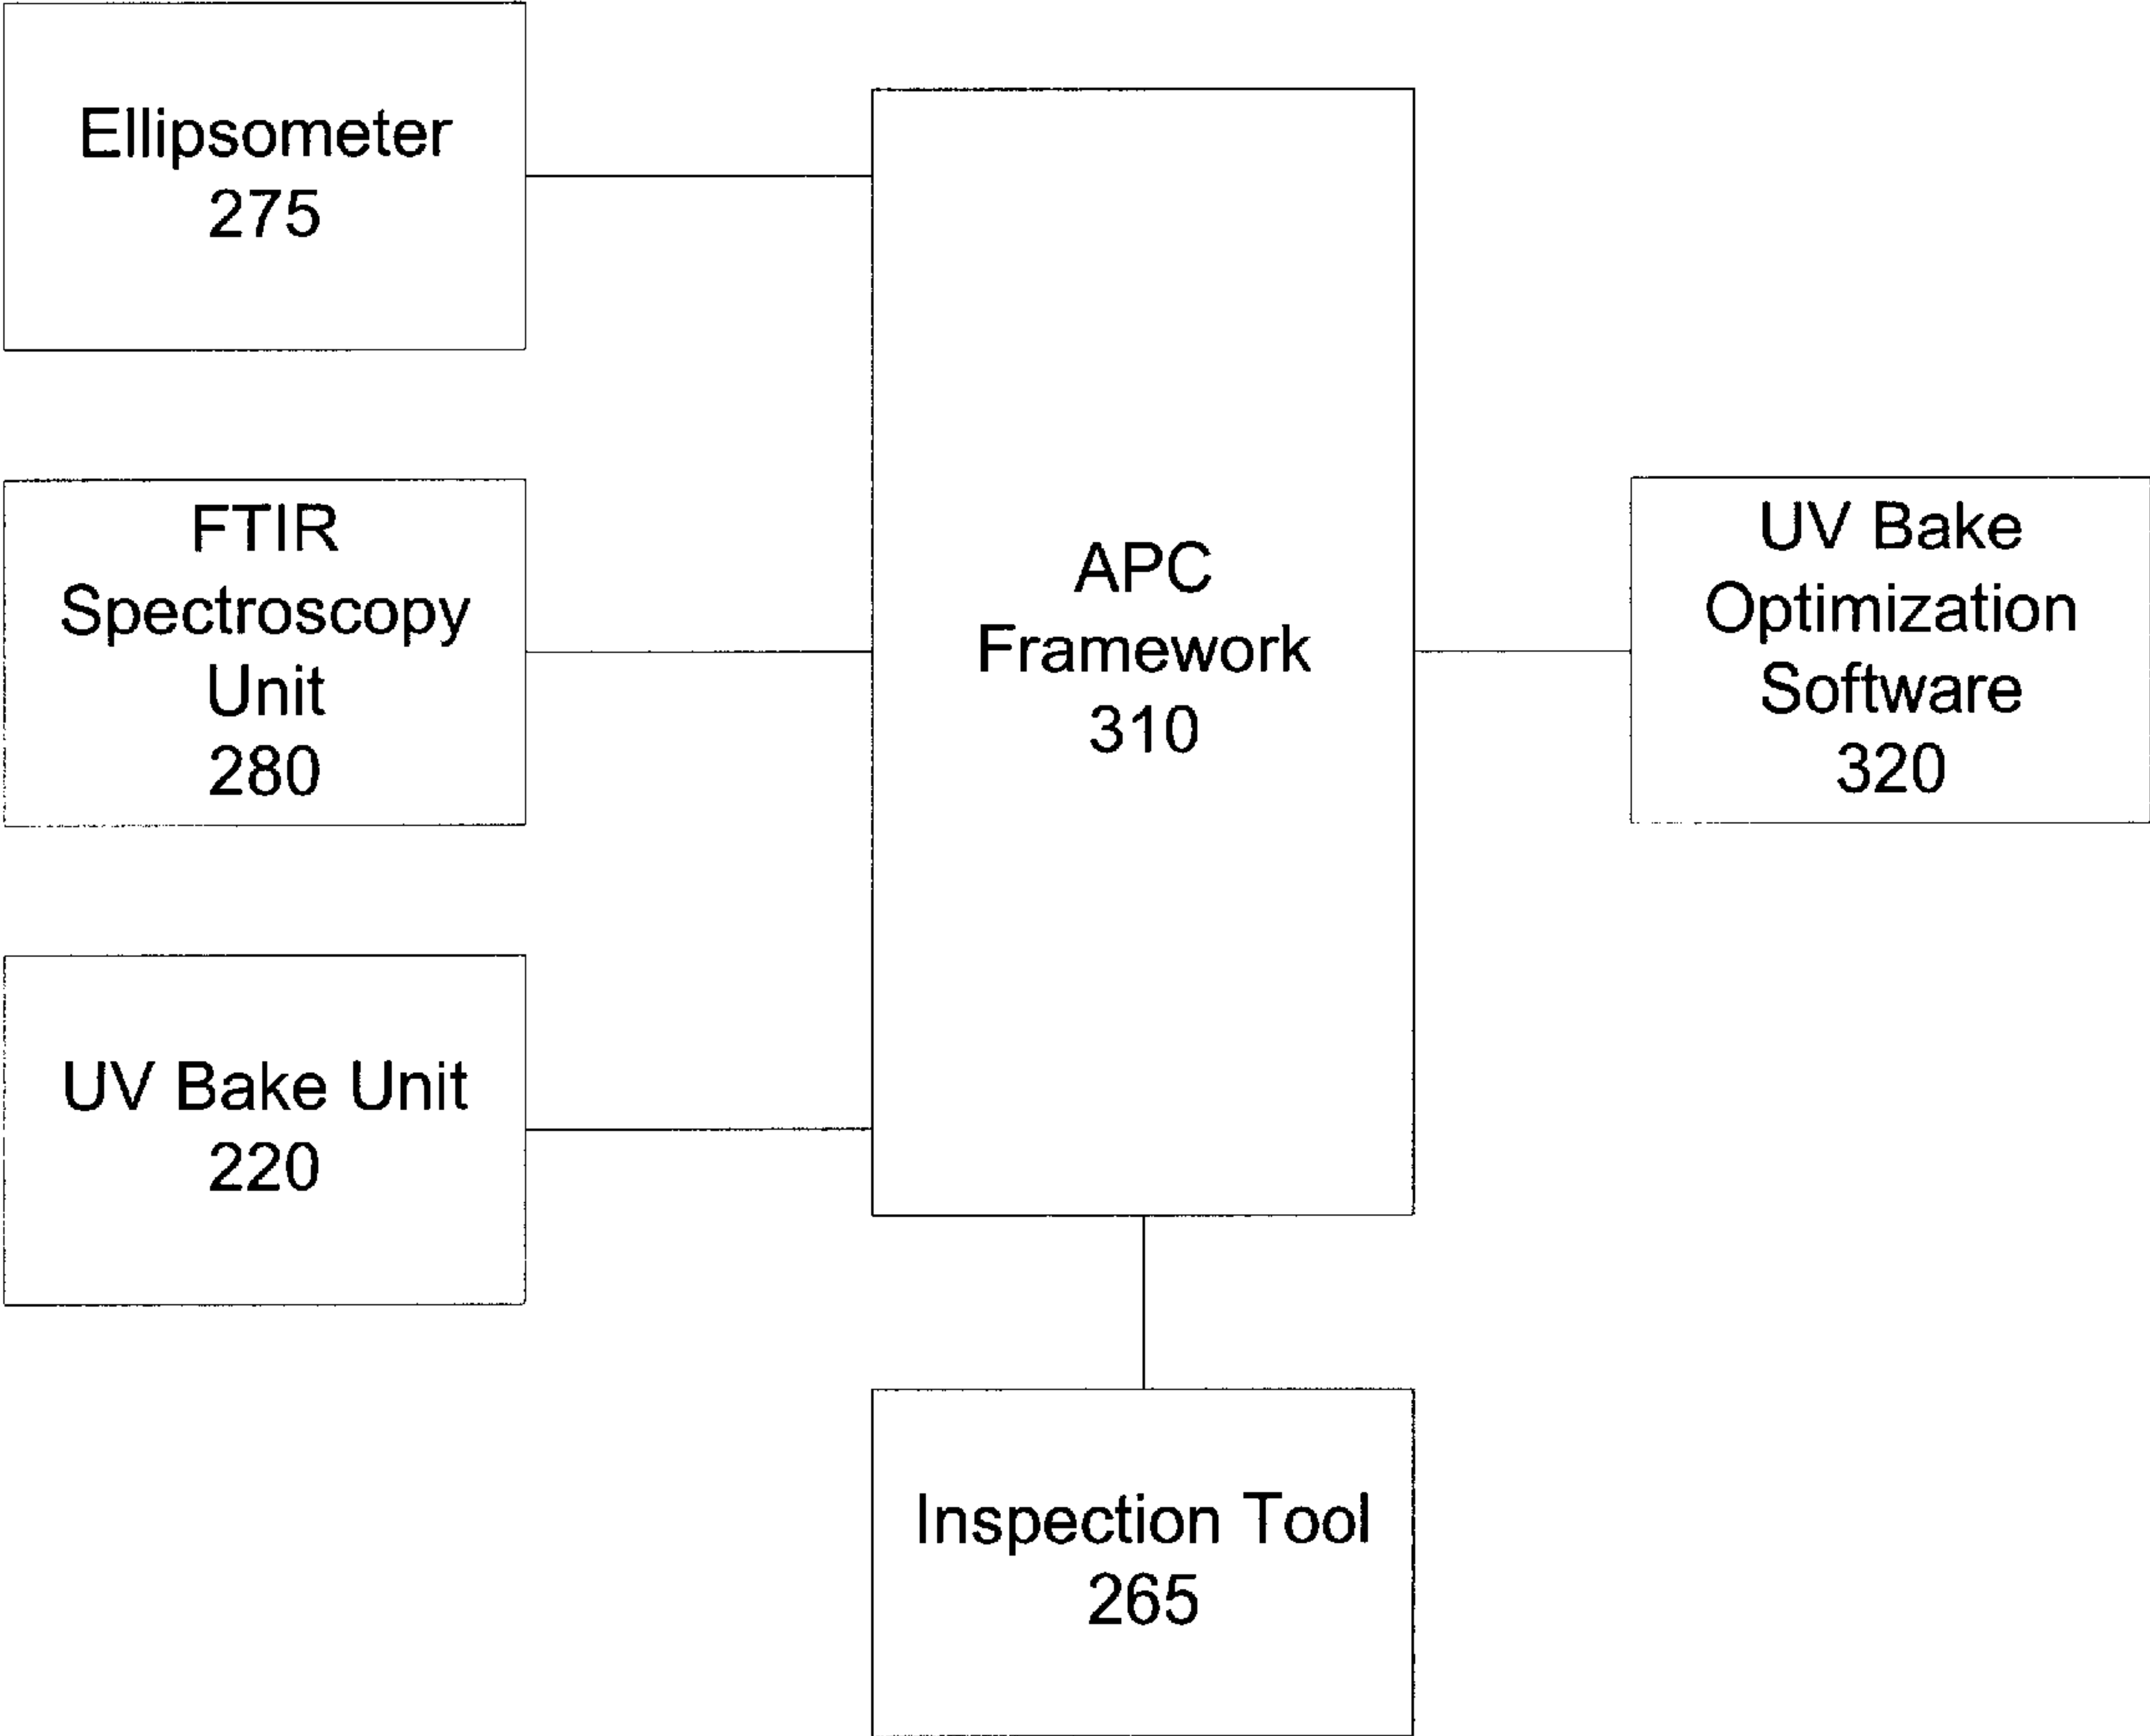 Ellipsometer
275
FTIR
Spectroscopy
Unit
280
UV Bake Unit
220
APC
Framework
310
UV Bake
Optimization
Software
320
Inspection Tool
265